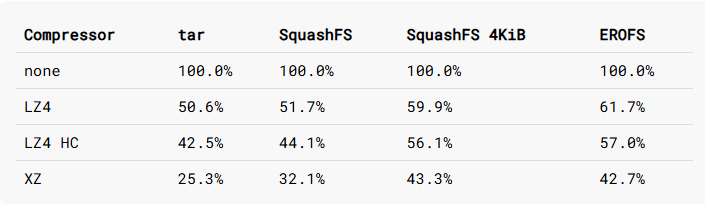 Compressor tar SquashFS SquashFS 4KiB EROFS
none 100.0% 100.0% 100.0% 100.0%
LZ4 50.6% 51.7% 59.9% 61.7%
LZ4 HC 42.5% 44.1% 56.1% 57.0%
XZ 25.3% 32.1% 43.3% 42.7%